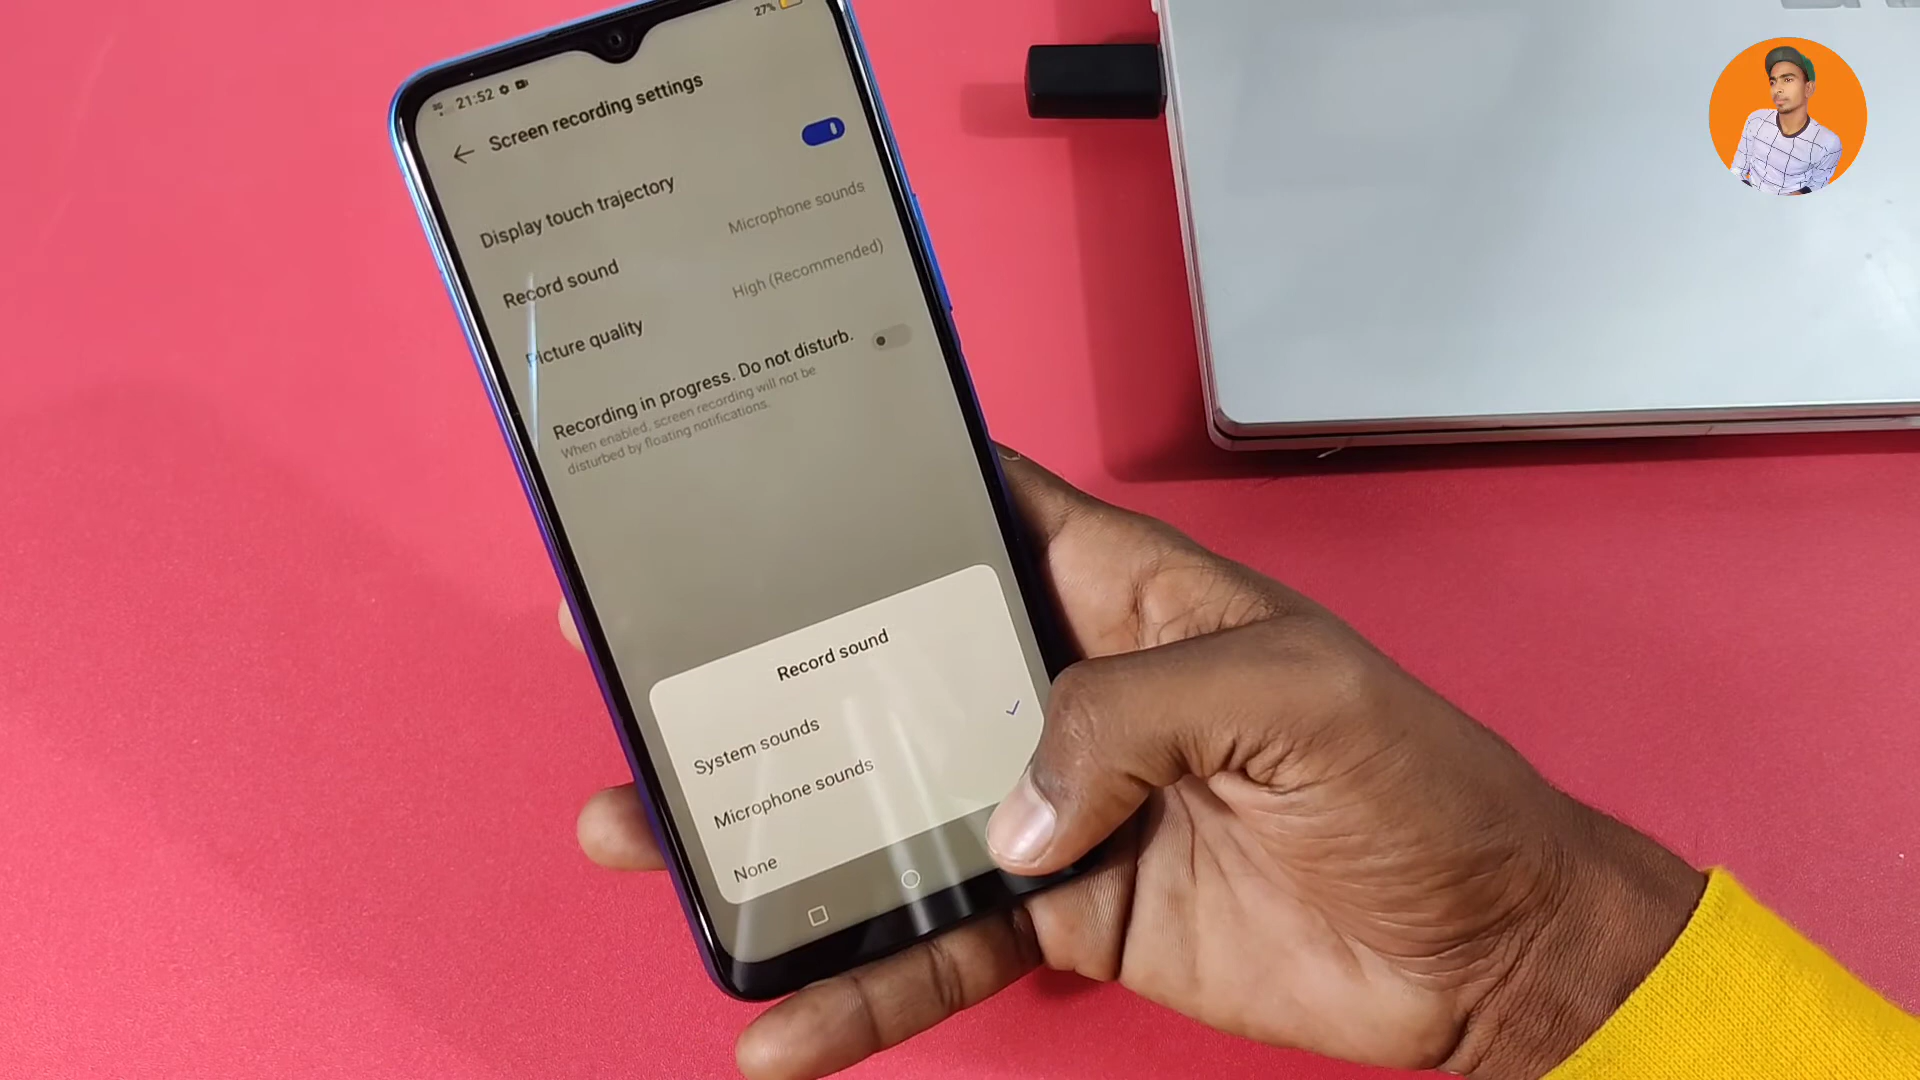 21:52
27%
Screen recording settings
Display touch trajectory
Record sound
Microphone sounds
Picture quality
High (Recommended)
Recording in progress. Do not disturb.
When enabled, screen recording will not be
disturbed by floating notifications.
Record sound
System sounds
Microphone sounds
None